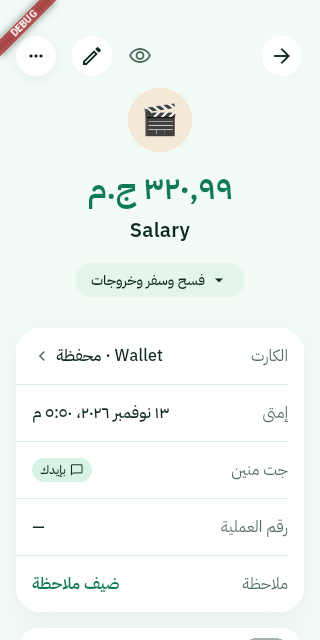 DEBUG
٣٢٠,٩٩ ج.م
Salary
فسح وسفر وخروجات
الكارت
Wallet · محفظة
إمتى
١٣ نوفمبر ٢٠٢٦، ٥:٥٠ م
جت منين
بإيدك
رقم العملية
—
ملاحظة
ضيف ملاحظة